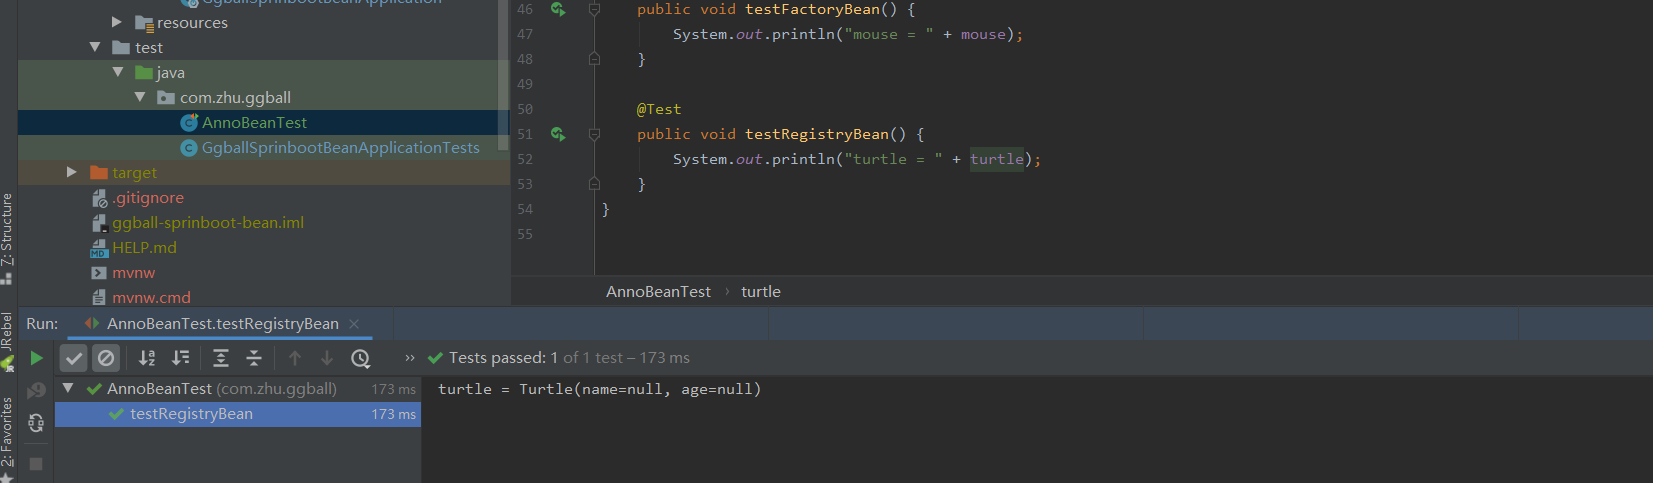 GgballSprinbootBeanApplication
resources
test
java
com.zhu.ggball
AnnoBeanTest
GgballSprinbootBeanApplicationTests
target
.gitignore
ggball-sprinboot-bean.iml
HELP.md
mvnw
mvnw.cmd
Z: Structure
JRebel
2: Favorites
46 public void testFactoryBean() {
47 System.out.println("mouse = " + mouse);
48 }
49
50 @Test
51 public void testRegistryBean() {
52 System.out.println("turtle = " + turtle);
53 }
54 }
55
AnnoBeanTest › turtle
Run: AnnoBeanTest.testRegistryBean ×
» Tests passed: 1 of 1 test – 173 ms
AnnoBeanTest (com.zhu.ggball) 173 ms
testRegistryBean 173 ms
turtle = Turtle(name=null, age=null)